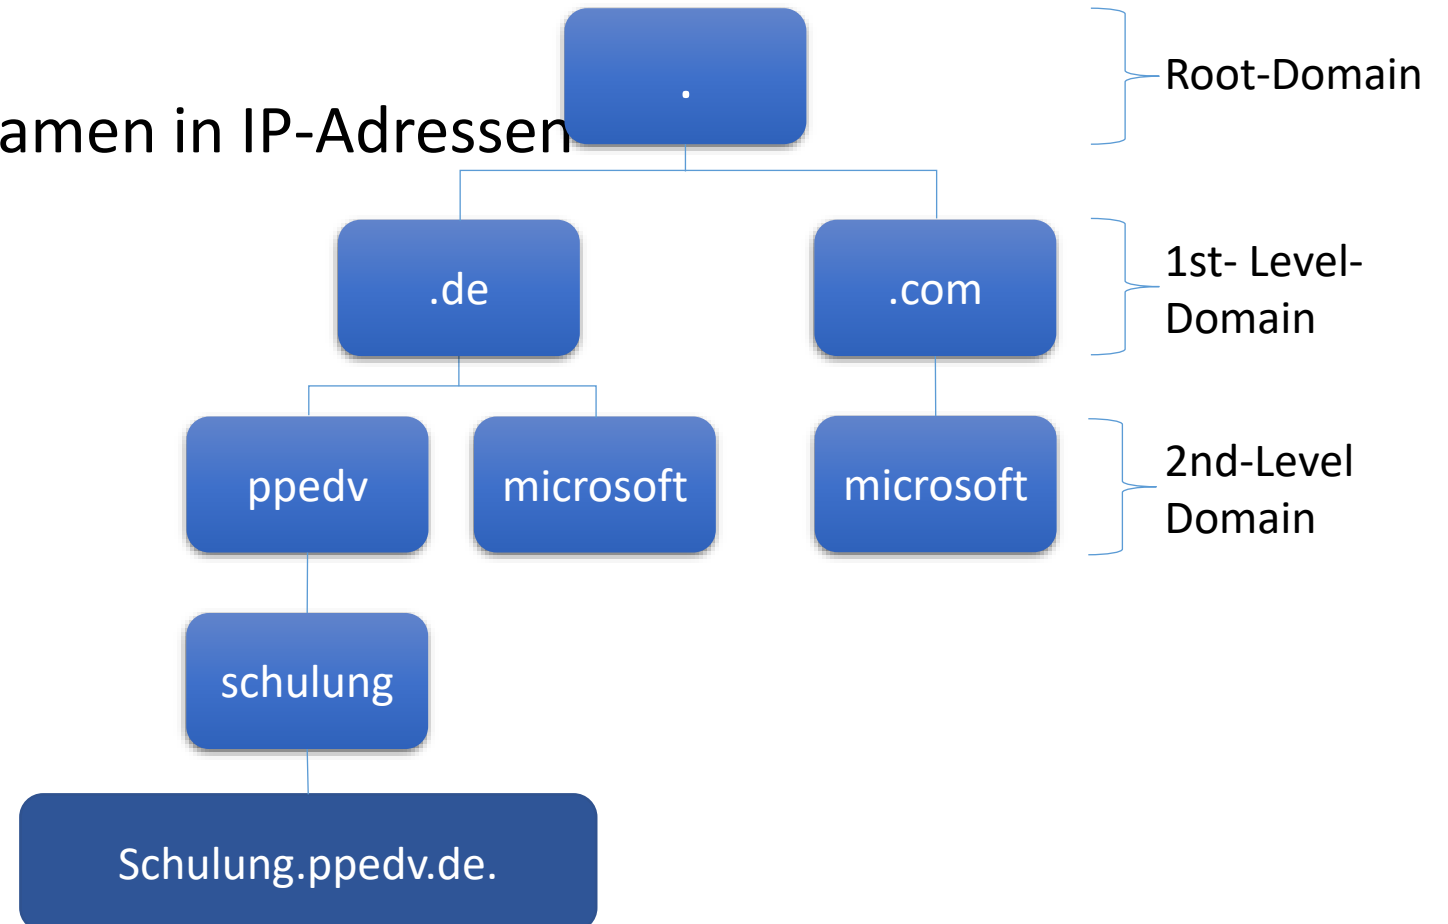 .
Root-Domain
amen in IP-Adressen
.de
.com
1st- Level-
Domain
ppedv
microsoft
microsoft
2nd-Level
Domain
schulung
Schulung.ppedv.de.